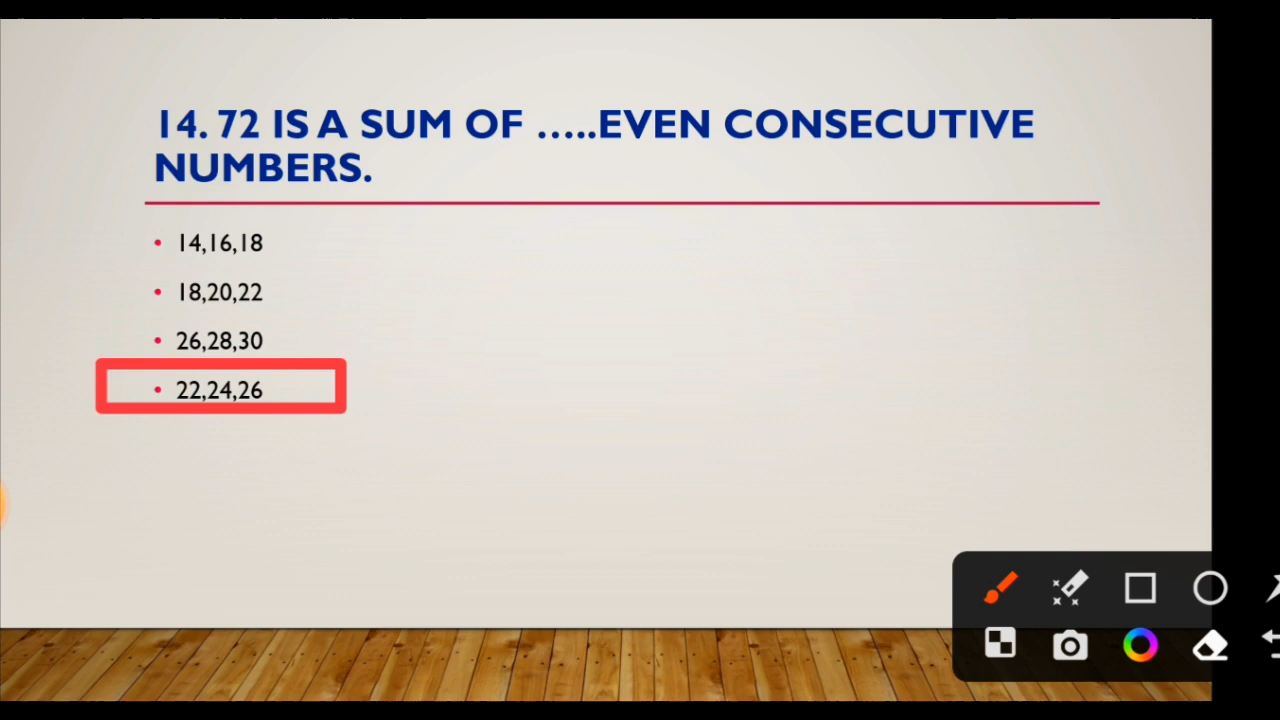 14. 72 IS A SUM OF .....EVEN CONSECUTIVE
NUMBERS.
• 14,16,18
• 18,20,22
• 26,28,30
• 22,24,26